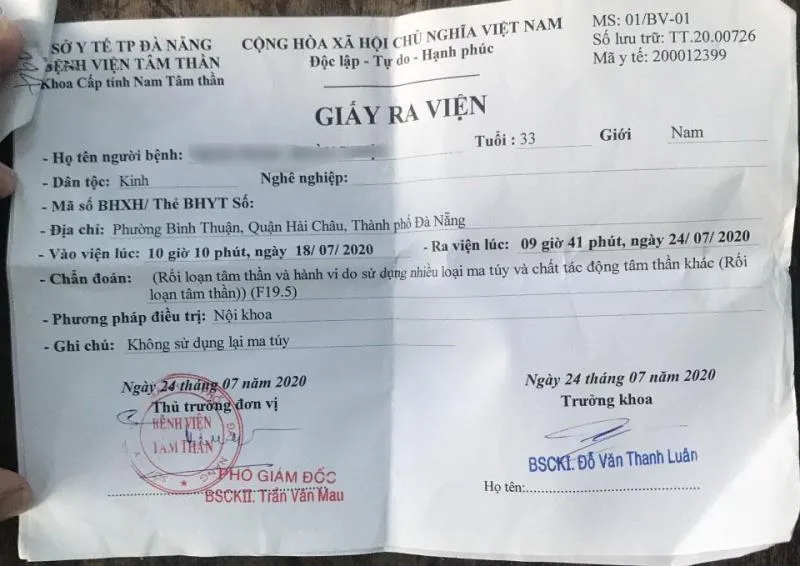 SỞ Y TẾ TP ĐÀ NẴNG
BỆNH VIỆN TÂM THẦN
Khoa Cấp tính Nam Tâm thần
CỘNG HÒA XÃ HỘI CHỦ NGHĨA VIỆT NAM
Độc lập - Tự do - Hạnh phúc
MS: 01/BV-01
Số lưu trữ: TT.20.00726
Mã y tế: 200012399
GIẤY RA VIỆN
- Họ tên người bệnh: Tuổi : 33 Giới Nam
- Dân tộc: Kinh Nghê nghiệp:
- Mã số BHXH/ Thẻ BHYT Số:
- Địa chỉ: Phường Bình Thuận, Quận Hải Châu, Thành phố Đà Nẵng
- Vào viện lúc: 10 giờ 10 phút, ngày 18/ 07/ 2020 - Ra viện lúc: 09 giờ 41 phút, ngày 24/ 07/ 2020
- Chẩn đoán: (Rối loạn tâm thần và hành vi do sử dụng nhiều loại ma túy và chất tác động tâm thần khác (Rối
loạn tâm thần)) (F19.5)
- Phương pháp điều trị: Nội khoa
- Ghi chú: Không sử dụng lại ma túy
Ngày 24 tháng 07 năm 2020
Thủ trưởng đơn vị
BỆNH VIỆN
TÂM THẦN
PHÓ GIÁM ĐỐC
BSCKII. Trần Văn Mau
Ngày 24 tháng 07 năm 2020
Trưởng khoa
BSCKI. Đỗ Văn Thanh Luân
Họ tên: